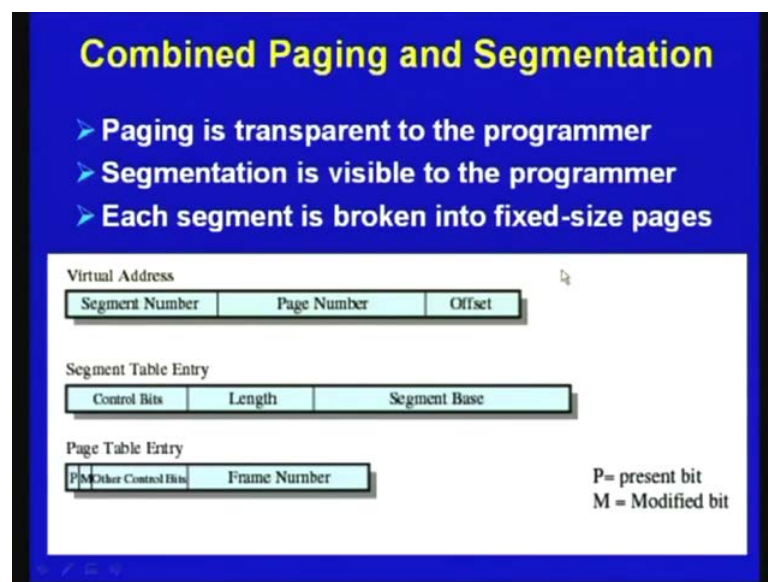 Combined Paging and Segmentation
➢ Paging is transparent to the programmer
➢ Segmentation is visible to the programmer
➢ Each segment is broken into fixed-size pages
Virtual Address
Segment Number Page Number Offset
Segment Table Entry
Control Bits Length Segment Base
Page Table Entry
P M Other Control Bits Frame Number
P= present bit
M = Modified bit